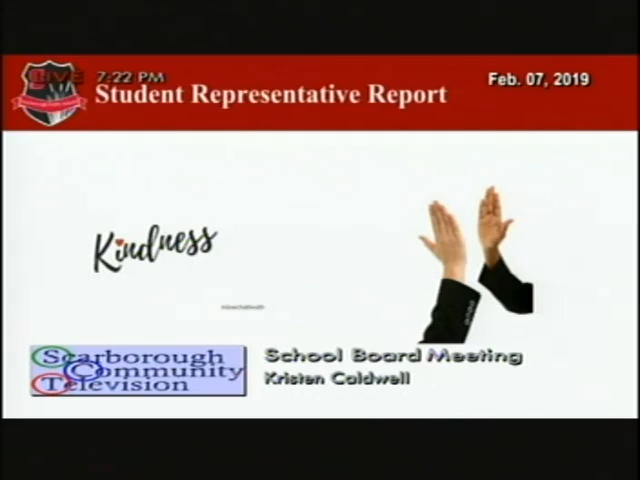 LIVE 7:22 PM
Feb. 07, 2019
Student Representative Report
Kindness
Scarborough
Community
Television
School Board Meeting
Kristen Caldwell